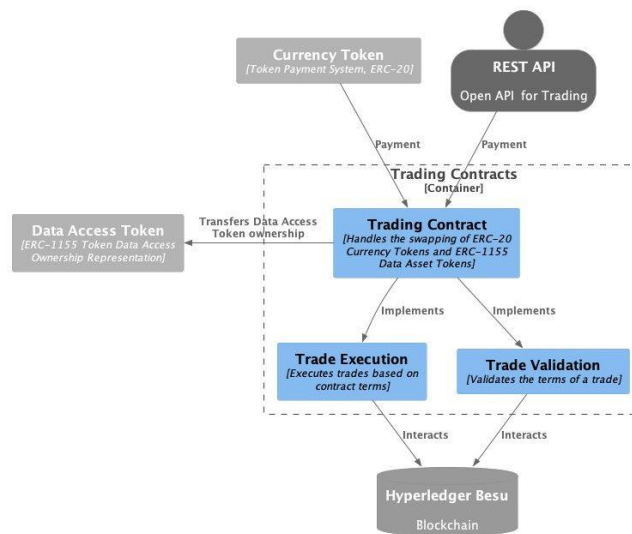 Currency Token
[Token Payment System, ERC-20]
REST API
Open API for Trading
Payment
Payment
Trading Contracts
[Container]
Trading Contract
[Handles the swapping of ERC-20
Currency Tokens and ERC-1155
Data Asset Tokens]
Transfers Data Access
Token ownership
Data Access Token
[ERC-1155 Token Data Access
Ownership Representation]
Implements
Implements
Trade Execution
[Executes trades based on
contract terms]
Trade Validation
[Validates the terms of a trade]
Interacts
Interacts
Hyperledger Besu
Blockchain